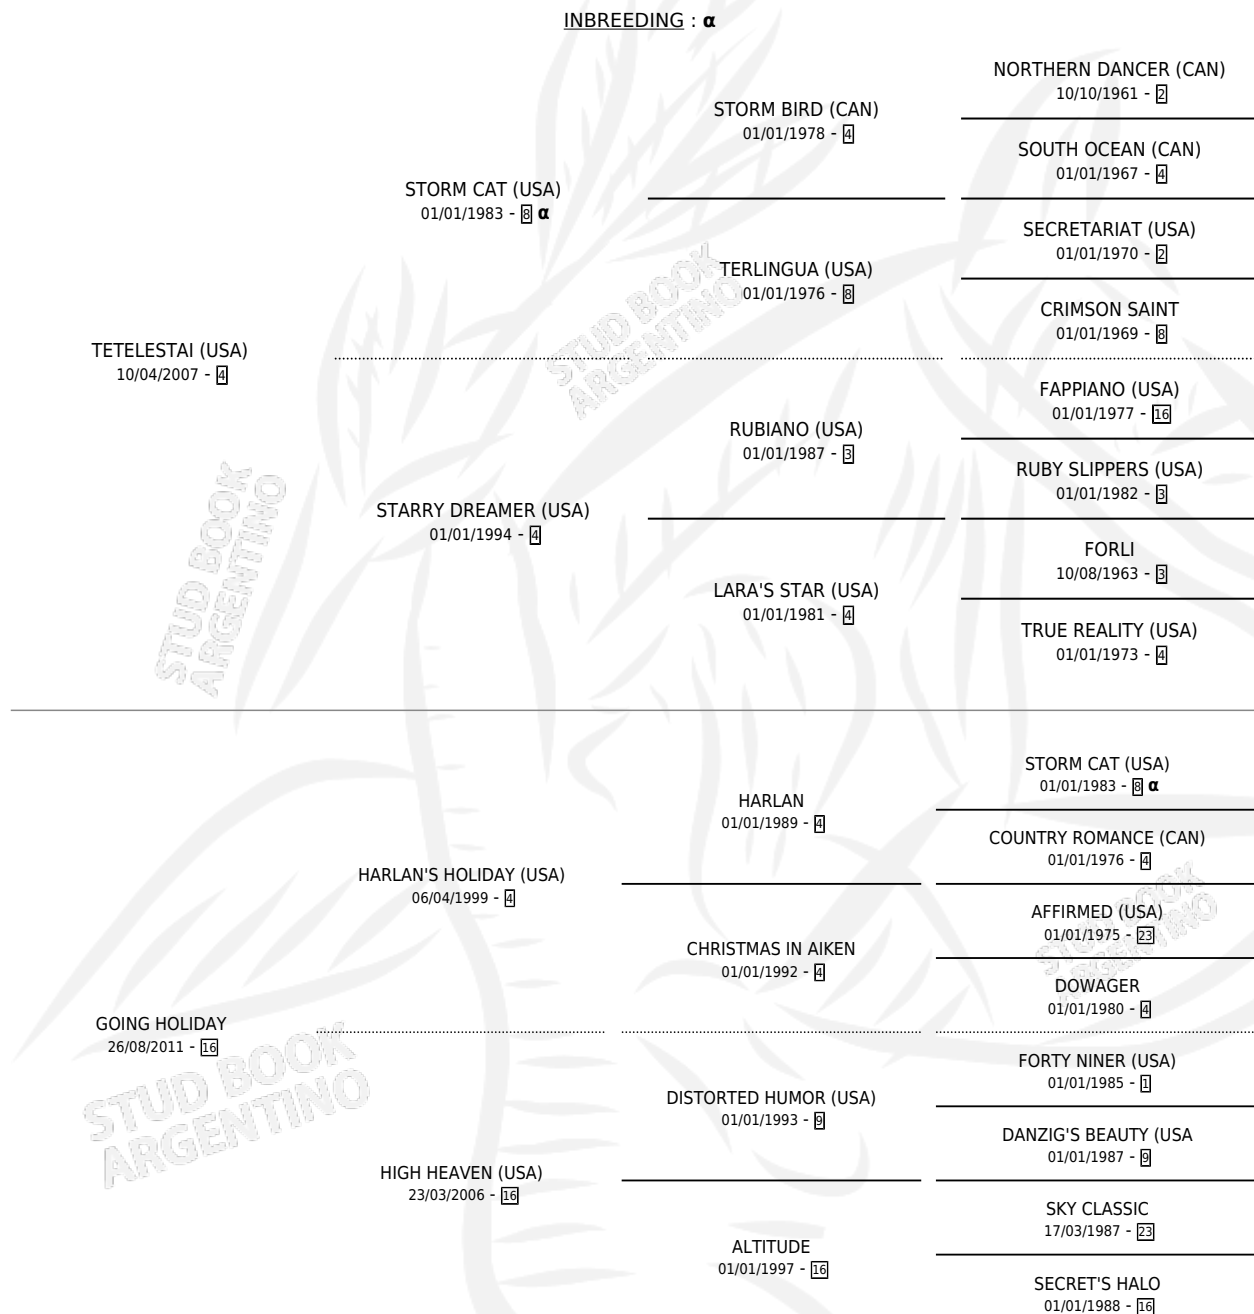 INBREEDING : α
NORTHERN DANCER (CAN)
10/10/1961 - 2
STORM BIRD (CAN)
01/01/1978 - 4
SOUTH OCEAN (CAN)
01/01/1967 - 4
STORM CAT (USA)
01/01/1983 - 8 α
SECRETARIAT (USA)
01/01/1970 - 2
TERLINGUA (USA)
01/01/1976 - 8
CRIMSON SAINT
01/01/1969 - 8
TETELESTAI (USA)
10/04/2007 - 4
FAPPIANO (USA)
01/01/1977 - 16
RUBIANO (USA)
01/01/1987 - 3
RUBY SLIPPERS (USA)
01/01/1982 - 3
STARRY DREAMER (USA)
01/01/1994 - 4
FORLI
10/08/1963 - 3
LARA'S STAR (USA)
01/01/1981 - 4
TRUE REALITY (USA)
01/01/1973 - 4
STORM CAT (USA)
01/01/1983 - 8 α
HARLAN
01/01/1989 - 4
COUNTRY ROMANCE (CAN)
01/01/1976 - 4
HARLAN'S HOLIDAY (USA)
06/04/1999 - 4
AFFIRMED (USA)
01/01/1975 - 23
CHRISTMAS IN AIKEN
01/01/1992 - 4
DOWAGER
01/01/1980 - 4
GOING HOLIDAY
26/08/2011 - 16
FORTY NINER (USA)
01/01/1985 - 1
DISTORTED HUMOR (USA)
01/01/1993 - 9
DANZIG'S BEAUTY (USA
01/01/1987 - 9
HIGH HEAVEN (USA)
23/03/2006 - 16
SKY CLASSIC
17/03/1987 - 23
ALTITUDE
01/01/1997 - 16
SECRET'S HALO
01/01/1988 - 16
STUD BOOK
ARGENTINO
STUD BOOK
ARGENTINO
STUD BOOK
ARGENTINO
STUD BOOK
ARGENTINO